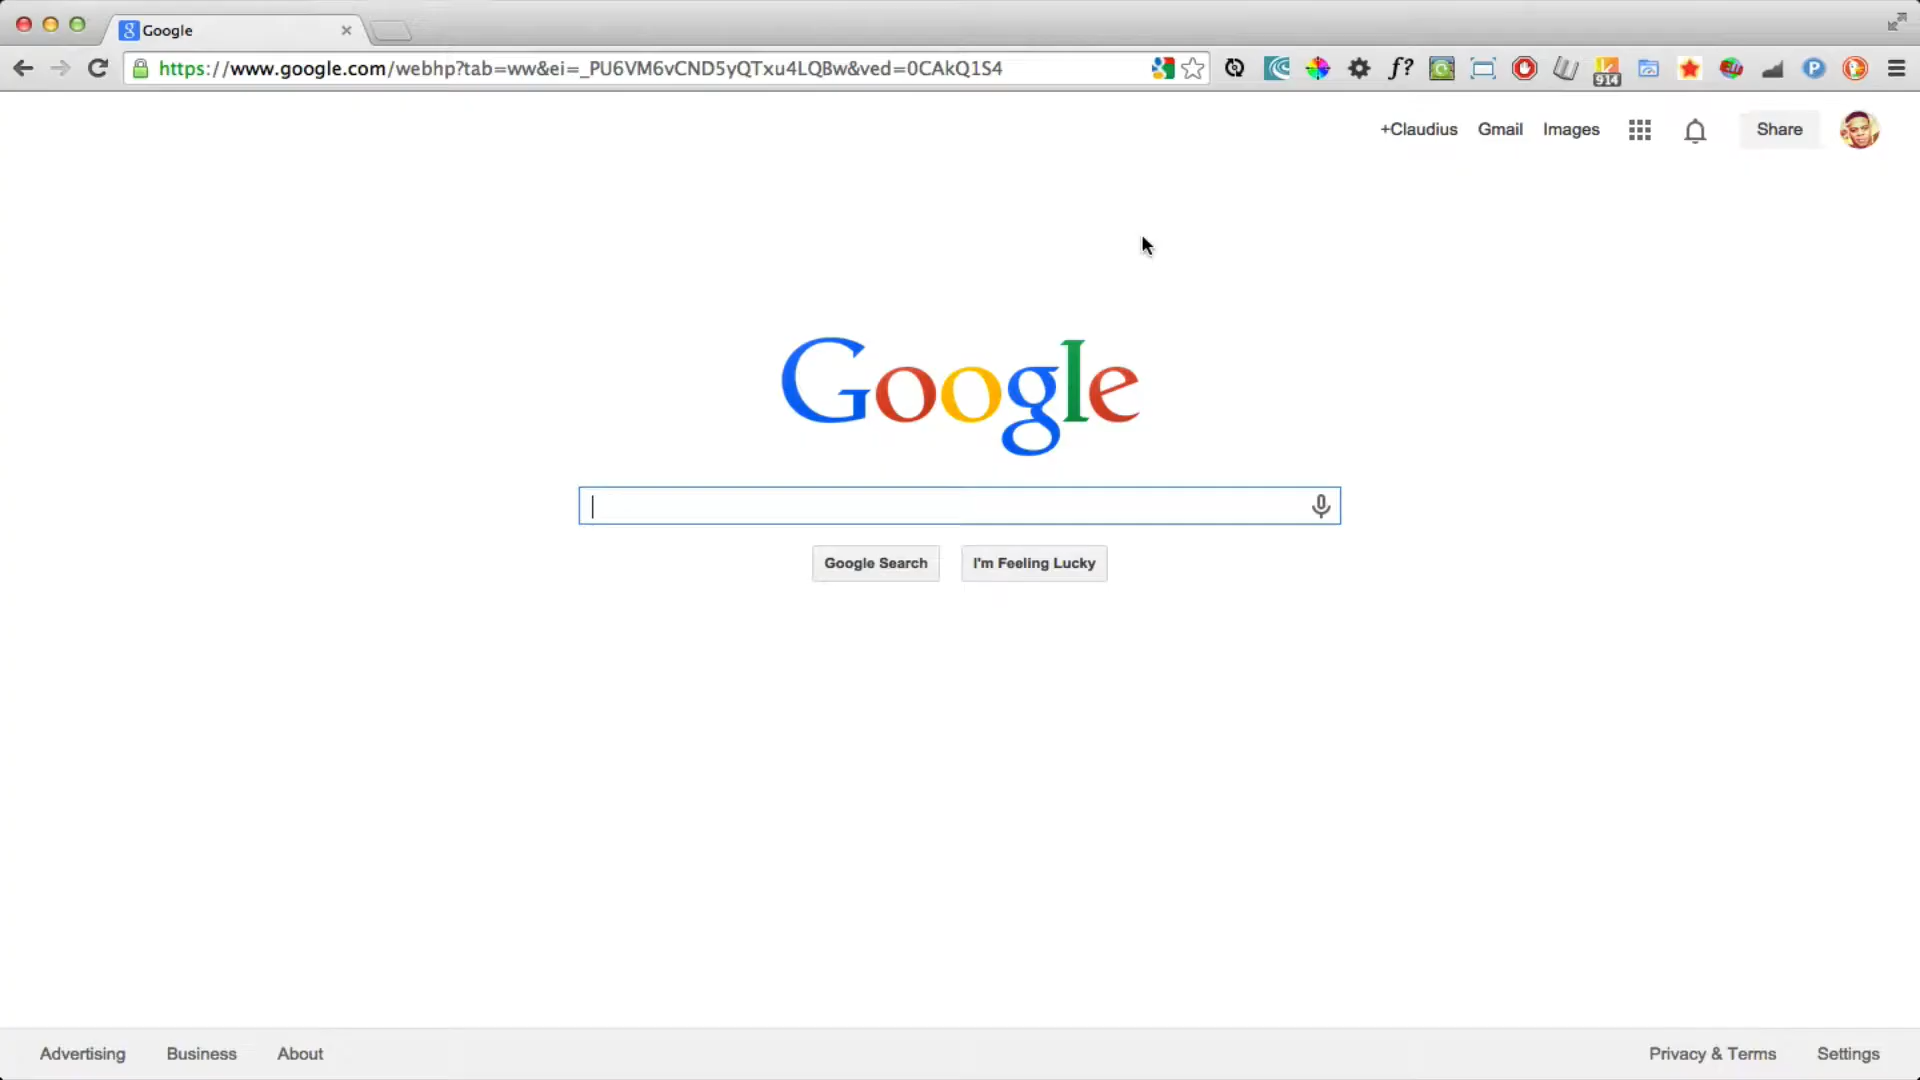 Google
https://www.google.com/webhp?tab=ww&ei=_PU6VM6vCND5yQTxu4LQBw&ved=0CAkQ1S4
f?
914
P
+Claudius Gmail Images Share
Google
Google Search I'm Feeling Lucky
Advertising Business About Privacy & Terms Settings